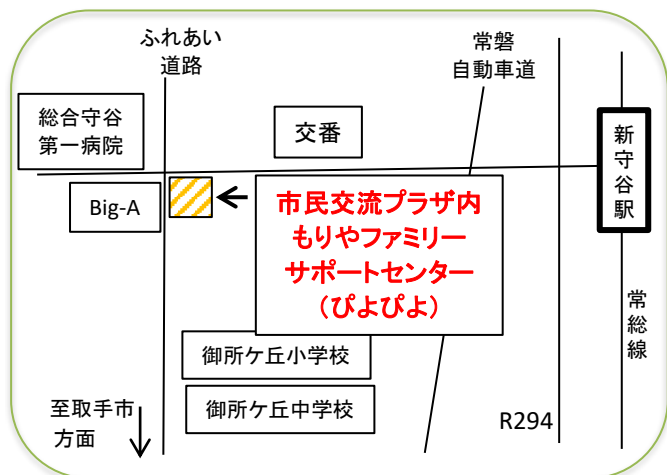 ふれあい
道路
常磐
自動車道
総合守谷
第一病院
交番
新守谷駅
Big-A
市民交流プラザ内
もりやファミリー
サポートセンター
（ぴよぴよ）
常総線
御所ケ丘小学校
御所ケ丘中学校
至取手市
方面
R294